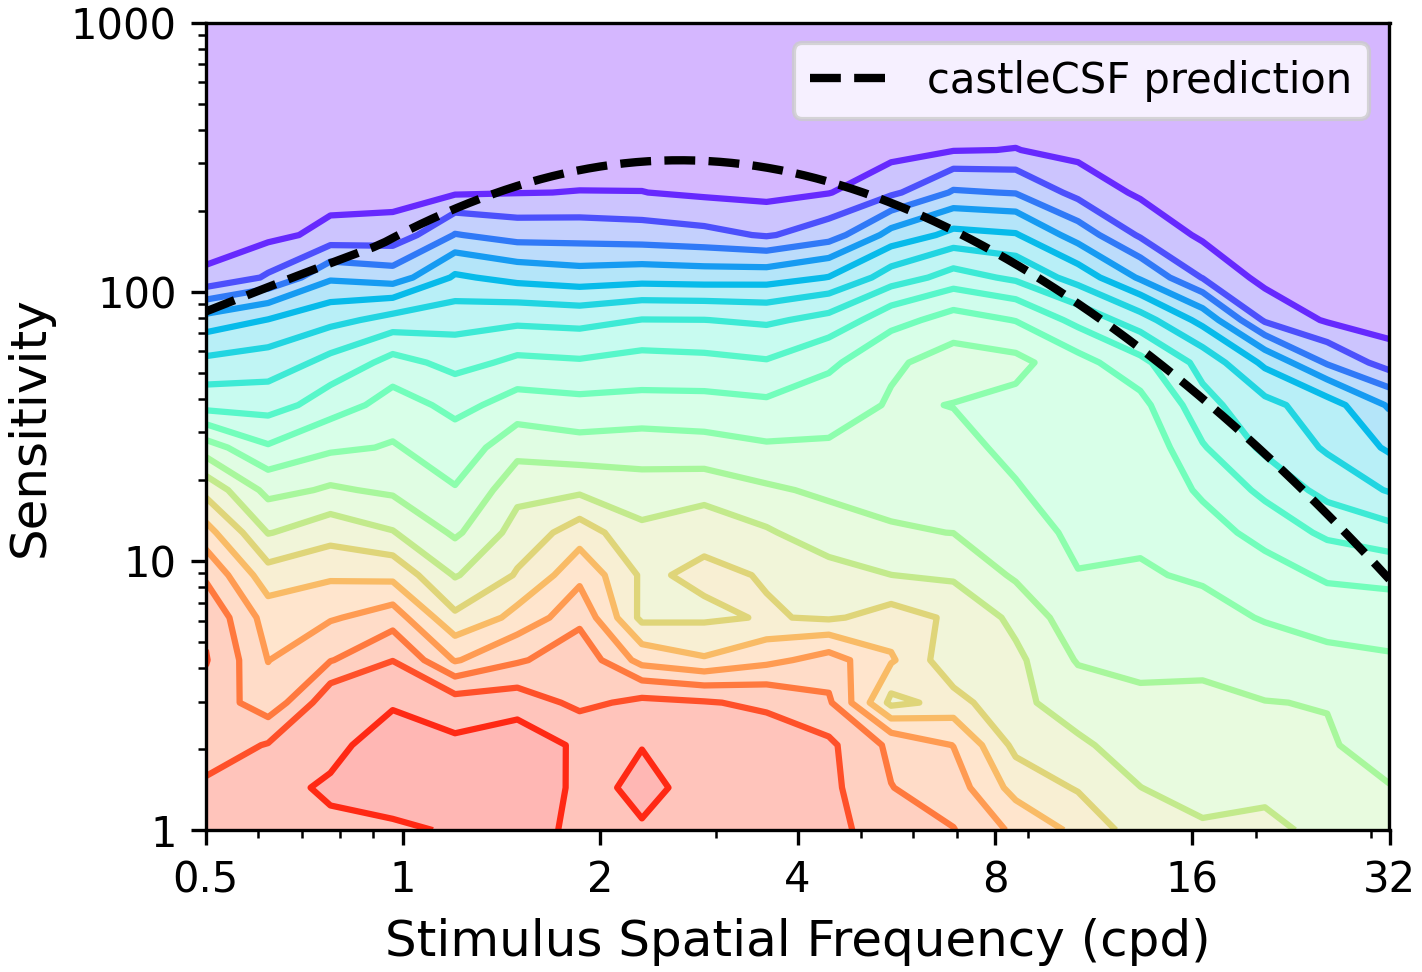 1000
castleCSF prediction
100
Sensitivity
10
1
0.5 1 2 4 8 16 32
Stimulus Spatial Frequency (cpd)